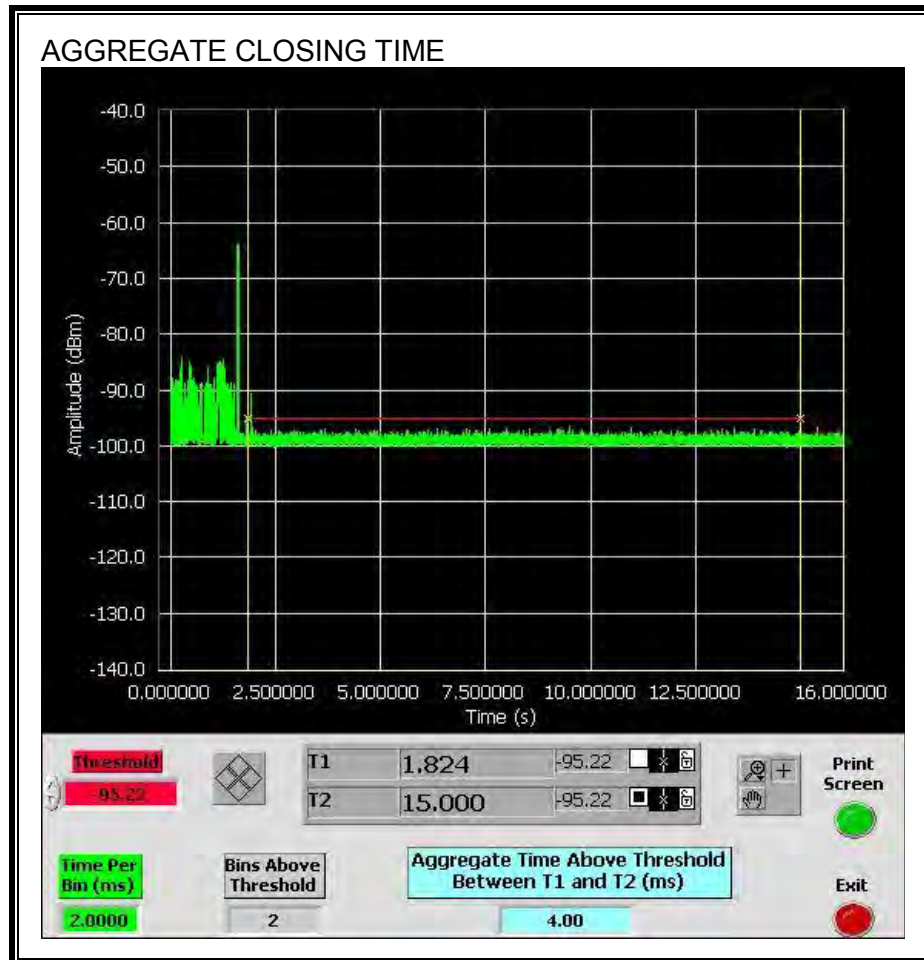 AGGREGATE CLOSING TIME
-40.0
-50.0
-60.0
-70.0
-80.0
-90.0
-100.0
-110.0
-120.0
-130.0
-140.0
Amplitude (dBm)
0.000000 2.500000 5.000000 7.500000 10.000000 12.500000 16.000000
Time (s)
Threshold
-95.22
T1 1.824 -95.22
T2 15.000 -95.22
Print
Screen
Time Per
Bin (ms)
2.0000
Bins Above
Threshold
2
Aggregate Time Above Threshold
Between T1 and T2 (ms)
4.00
Exit